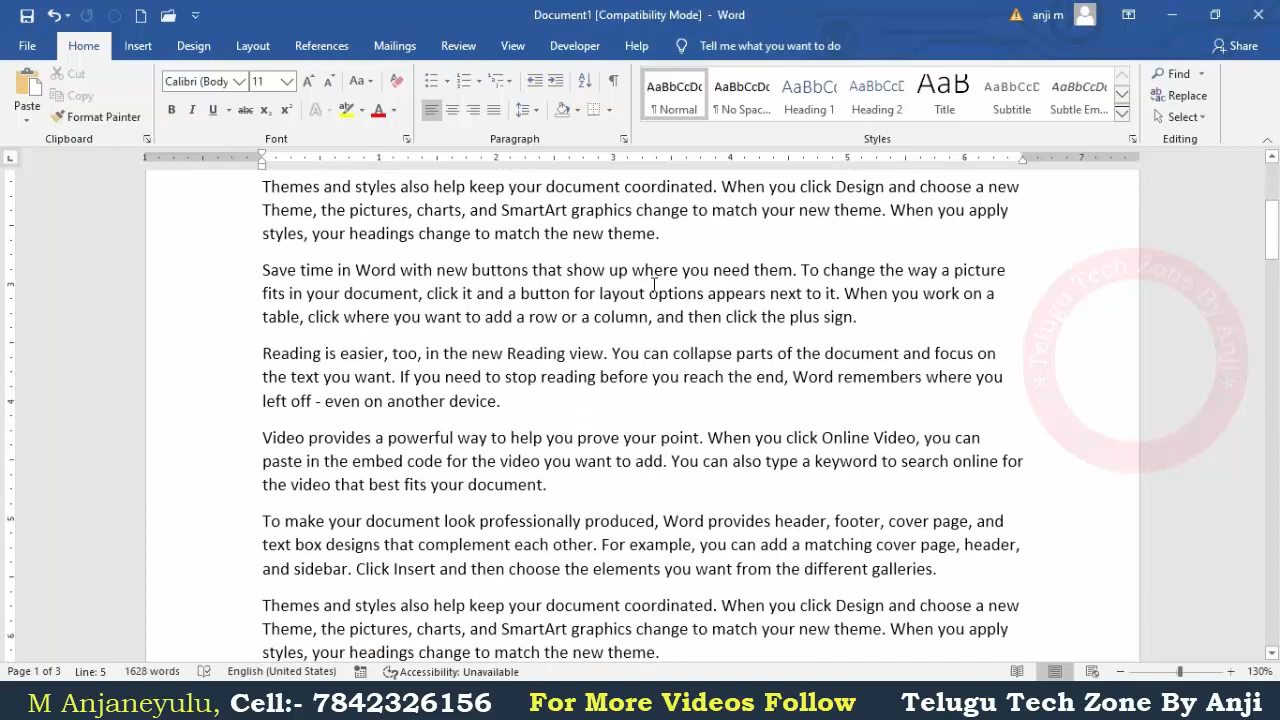 Document1 [Compatibility Mode] - Word
anji m
File Home Insert Design Layout References Mailings Review View Developer Help Tell me what you want to do Share
Paste
Cut
Copy
Format Painter
Clipboard
Calibri (Body 11
Font
Paragraph
AaBbCcDc AaBbCcDc AaBbCc AaBbCcD AaB AaBbCcD AaBbCcDc
¶ Normal ¶ No Spac... Heading 1 Heading 2 Title Subtitle Subtle Em...
Styles
Find
Replace
Select
Editing
1 1 2 3 4 5 6 7
Themes and styles also help keep your document coordinated. When you click Design and choose a new
Theme, the pictures, charts, and SmartArt graphics change to match your new theme. When you apply
styles, your headings change to match the new theme.
Save time in Word with new buttons that show up where you need them. To change the way a picture
fits in your document, click it and a button for layout options appears next to it. When you work on a
table, click where you want to add a row or a column, and then click the plus sign.
Reading is easier, too, in the new Reading view. You can collapse parts of the document and focus on
the text you want. If you need to stop reading before you reach the end, Word remembers where you
left off - even on another device.
Video provides a powerful way to help you prove your point. When you click Online Video, you can
paste in the embed code for the video you want to add. You can also type a keyword to search online for
the video that best fits your document.
To make your document look professionally produced, Word provides header, footer, cover page, and
text box designs that complement each other. For example, you can add a matching cover page, header,
and sidebar. Click Insert and then choose the elements you want from the different galleries.
Themes and styles also help keep your document coordinated. When you click Design and choose a new
Theme, the pictures, charts, and SmartArt graphics change to match your new theme. When you apply
styles, your headings change to match the new theme.
* Telugu Tech Zone By Anji *
Page 1 of 3 Line: 5 1628 words English (United States) Accessibility: Unavailable 130%
M Anjaneyulu, Cell:- 7842326156 For More Videos Follow Telugu Tech Zone By Anji